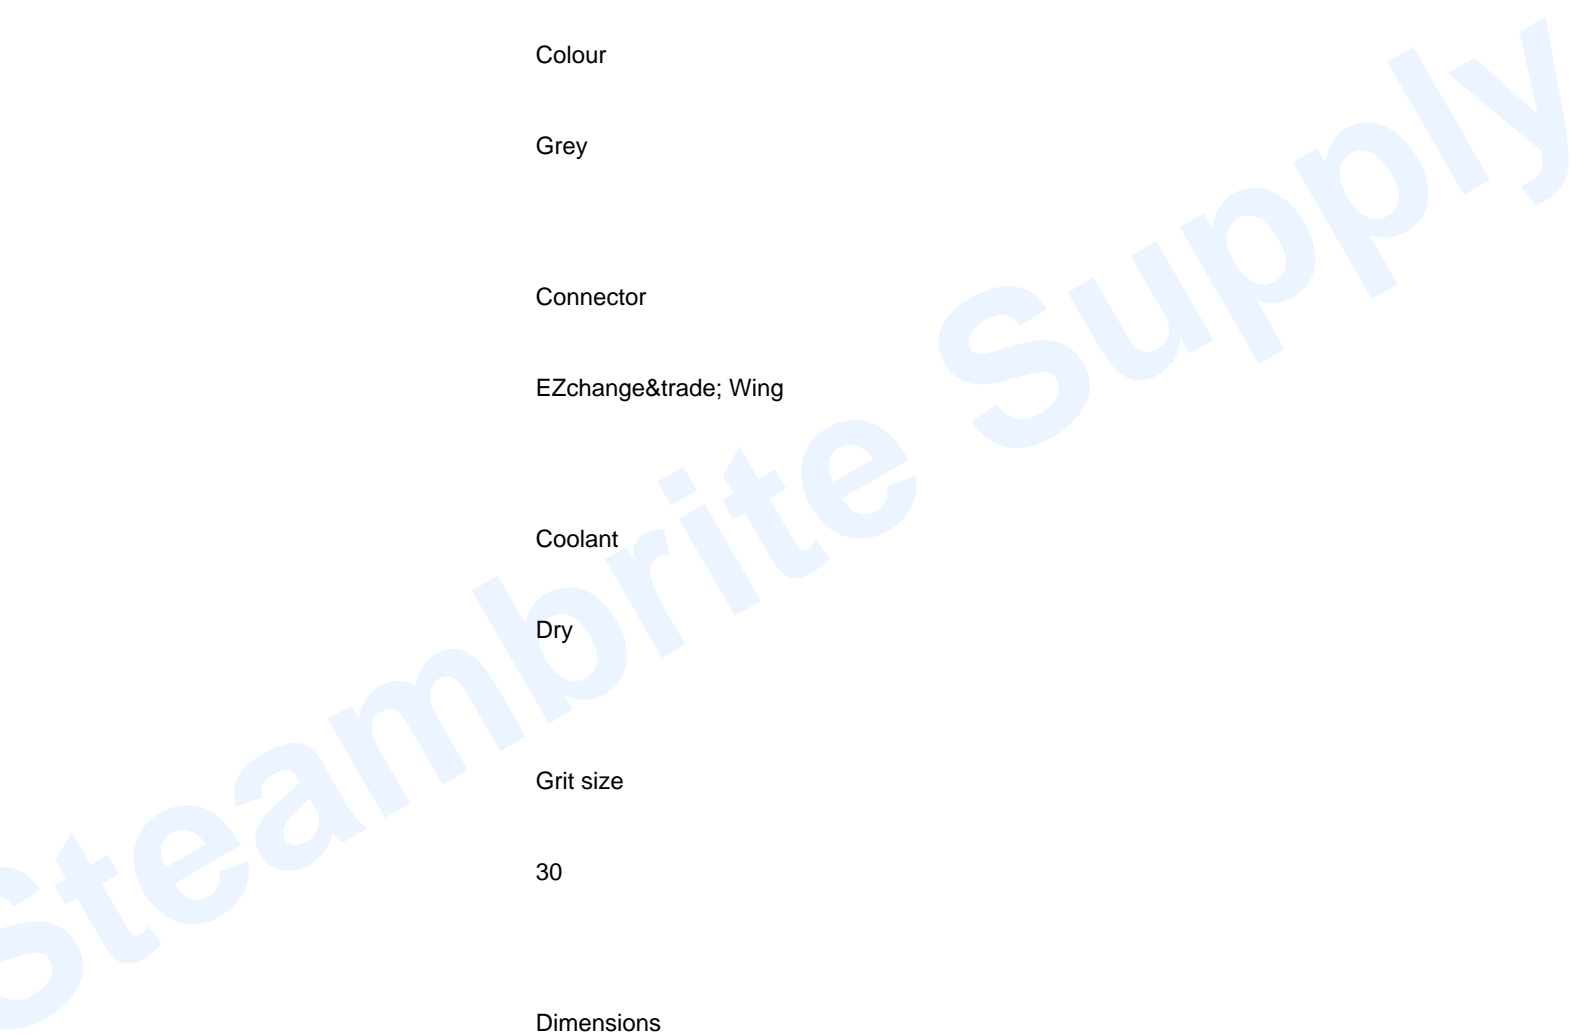 Colour
Grey
Connector
EZchange&trade; Wing
Coolant
Dry
Grit size
30
Dimensions
Steambrite Supply